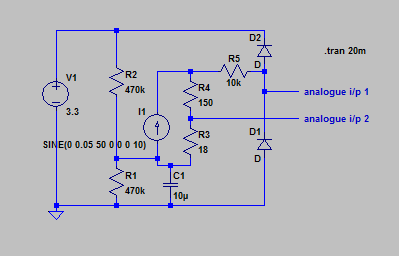 D2
.tran 20m
R5
D
V1
R2
R4
10k
analogue i/p 1
470k
I1
150
3.3
analogue i/p 2
D1
R3
SINE(0 0.05 50 0 0 0 10)
18
D
R1
C1
470k
10µ